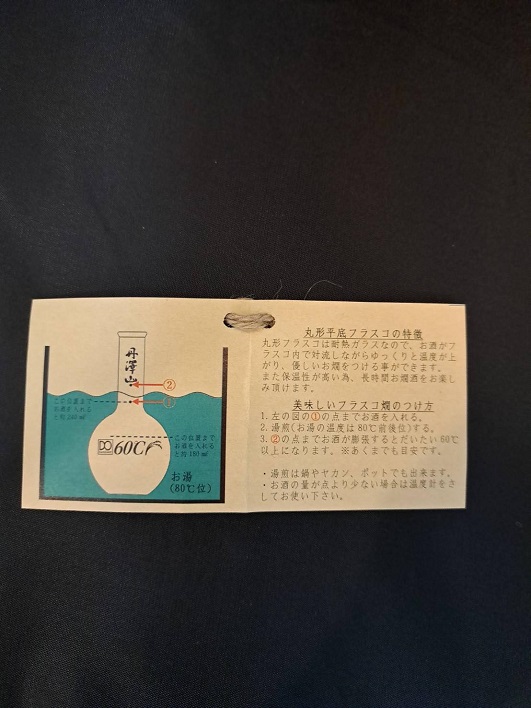 丹澤山
②
①
この位置まで
お酒を入れる
と約240㎖
DO 60℃
この位置まで
お酒を入れる
と約180㎖
お湯
(80℃位)
丸形平底フラスコの特徴
丸形フラスコは耐熱ガラスなので、お酒がフ
ラスコ内で対流しながらゆっくりと温度が上
がり、優しいお燗をつける事ができます。
また保温性が高い為、長時間お燗酒をお楽し
み頂けます。
美味しいフラスコ燗のつけ方
1.左の図の①の点までお酒を入れる。
2.湯煎(お湯の温度は80℃前後位)する。
3.②の点までお酒が膨張するとだいたい60℃
以上になります。※あくまでも目安です。
・湯煎は鍋やヤカン、ポットでも出来ます。
・お酒の量が点より少ない場合は温度計をさ
してお使い下さい。